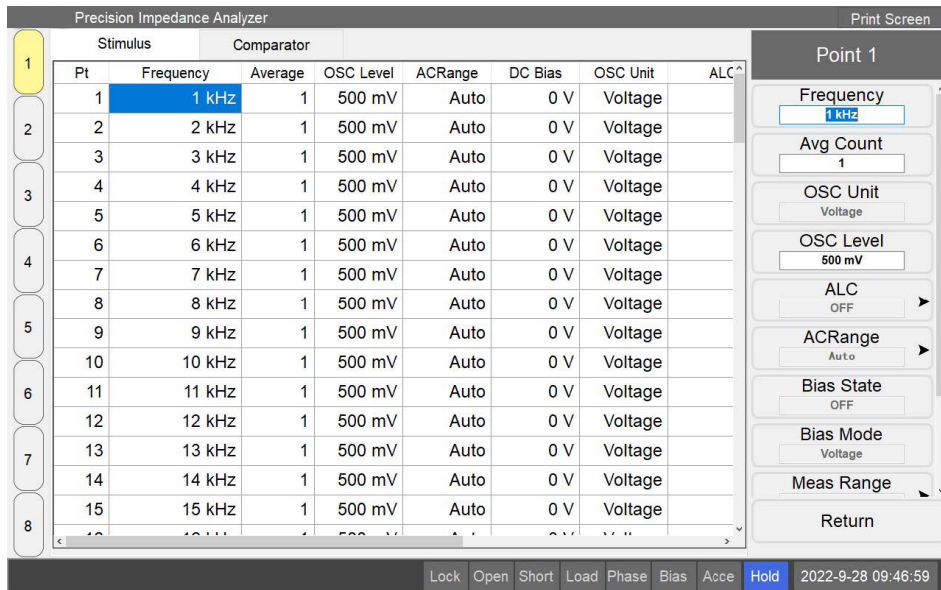 Precision Impedance Analyzer Print Screen
Stimulus Comparator
Pt Frequency Average OSC Level ACRange DC Bias OSC Unit ALC
1 1 kHz 1 500 mV Auto 0 V Voltage
2 2 kHz 1 500 mV Auto 0 V Voltage
3 3 kHz 1 500 mV Auto 0 V Voltage
4 4 kHz 1 500 mV Auto 0 V Voltage
5 5 kHz 1 500 mV Auto 0 V Voltage
6 6 kHz 1 500 mV Auto 0 V Voltage
7 7 kHz 1 500 mV Auto 0 V Voltage
8 8 kHz 1 500 mV Auto 0 V Voltage
9 9 kHz 1 500 mV Auto 0 V Voltage
10 10 kHz 1 500 mV Auto 0 V Voltage
11 11 kHz 1 500 mV Auto 0 V Voltage
12 12 kHz 1 500 mV Auto 0 V Voltage
13 13 kHz 1 500 mV Auto 0 V Voltage
14 14 kHz 1 500 mV Auto 0 V Voltage
15 15 kHz 1 500 mV Auto 0 V Voltage
1
2
3
4
5
6
7
8
Point 1
Frequency
1 kHz
Avg Count
1
OSC Unit
Voltage
OSC Level
500 mV
ALC
OFF
ACRange
Auto
Bias State
OFF
Bias Mode
Voltage
Meas Range
Return
Lock Open Short Load Phase Bias Acce Hold 2022-9-28 09:46:59